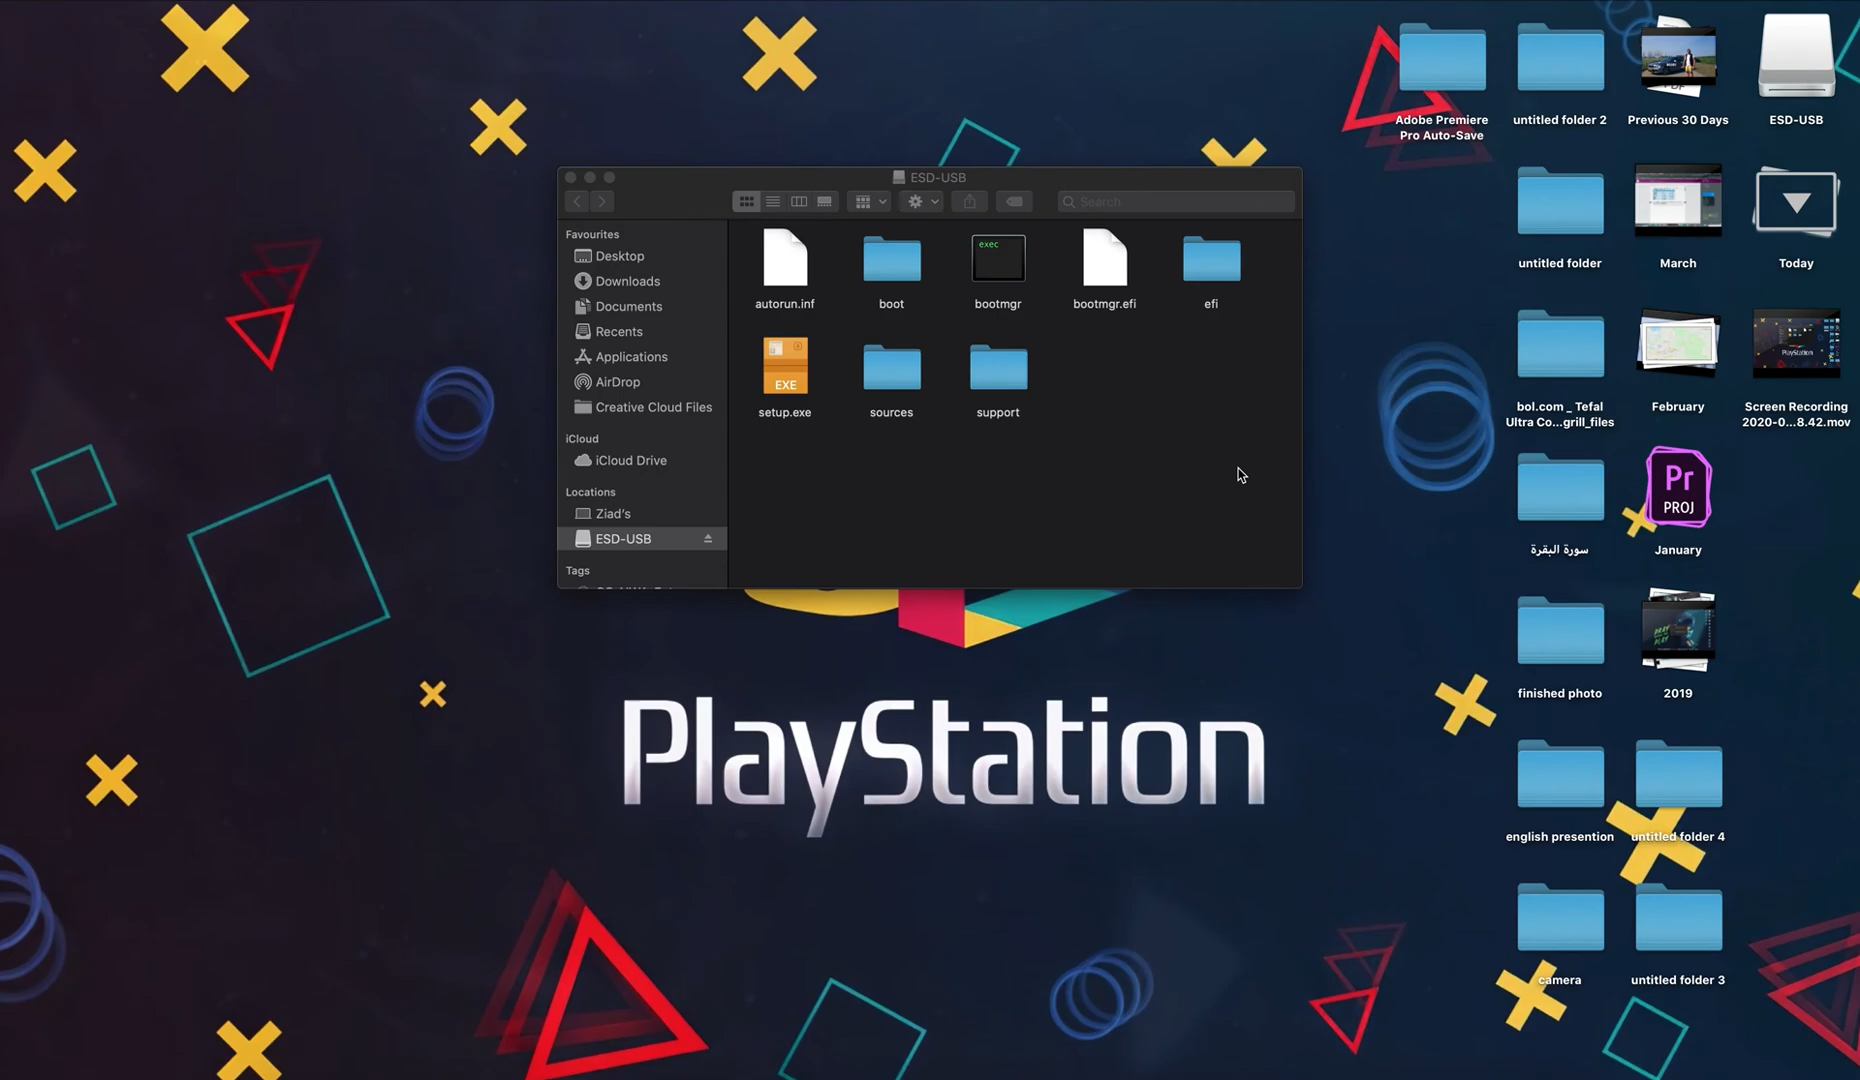 ESD-USB
Search
Favourites
Desktop
Downloads
Documents
Recents
Applications
AirDrop
Creative Cloud Files
iCloud
iCloud Drive
Locations
Ziad's
ESD-USB
Tags
autorun.inf
boot
exec
bootmgr
bootmgr.efi
efi
EXE
setup.exe
sources
support
PlayStation
Adobe Premiere
Pro Auto-Save
untitled folder 2
Previous 30 Days
ESD-USB
untitled folder
March
Today
bol.com _ Tefal
Ultra Co...grill_files
February
Screen Recording
2020-0...8.42.mov
سورة البقرة
Pr
PROJ
January
finished photo
2019
english presention
untitled folder 4
camera
untitled folder 3